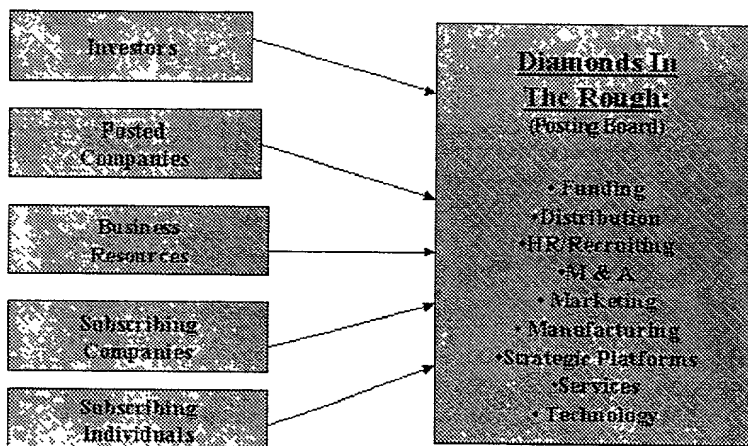 Investors
Posted
Companies
Business
Resources
Subscribing
Companies
Subscribing
Individuals
Diamonds In
The Rough:
(Posting Board)
• Funding
•Distribution
•HR/Recruiting
•M & A
• Marketing
• Manufacturing
•Strategic Platforms
•Services
• Technology